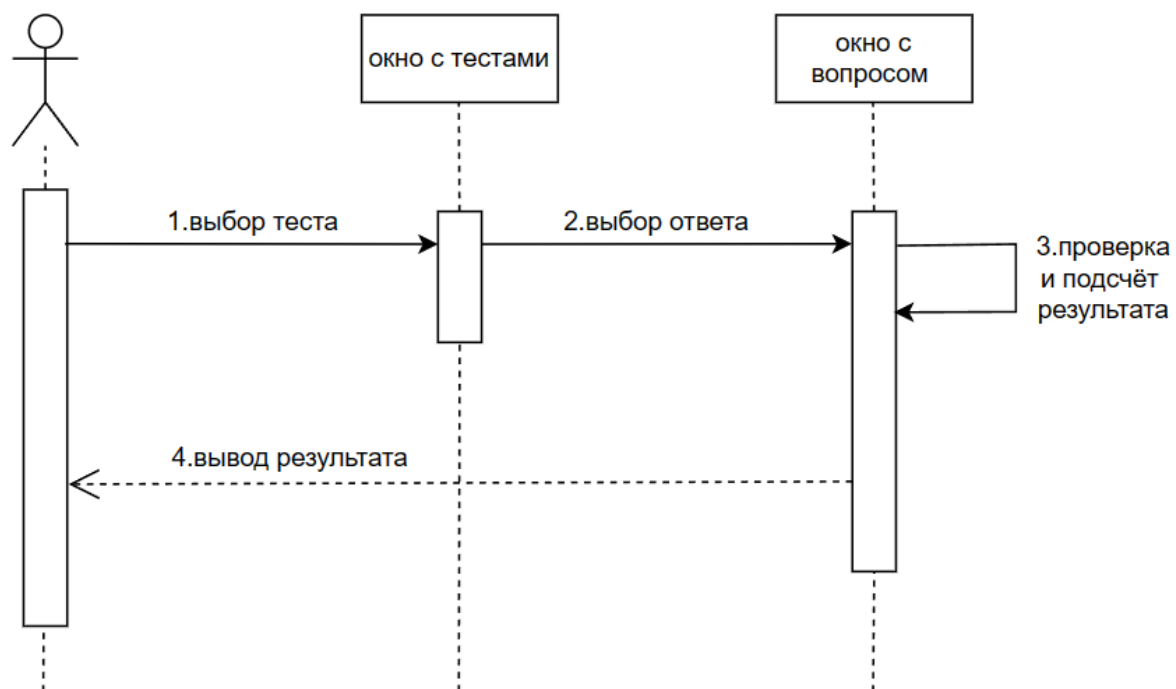 окно с тестами
окно с
вопросом
1.выбор теста
2.выбор ответа
3.проверка
и подсчёт
результата
4.вывод результата